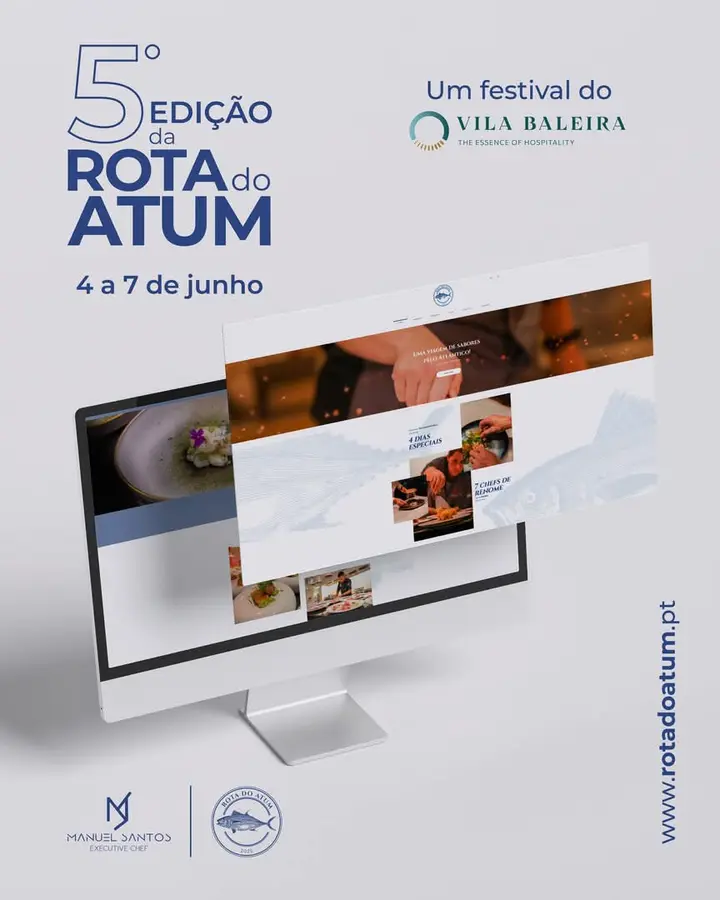 5°
EDIÇÃO
da
ROTA do
ATUM
4 a 7 de junho
Um festival do
VILA BALEIRA
THE ESSENCE OF HOSPITALITY
UMA VIAGEM DE SABORES
PELO ATLÂNTICO!
4 DIAS
ESPECIAIS
7 CHEFS DE
RENOME
www.rotadoatum.pt
MANUEL SANTOS
EXECUTIVE CHEF
ROTA DO ATUM